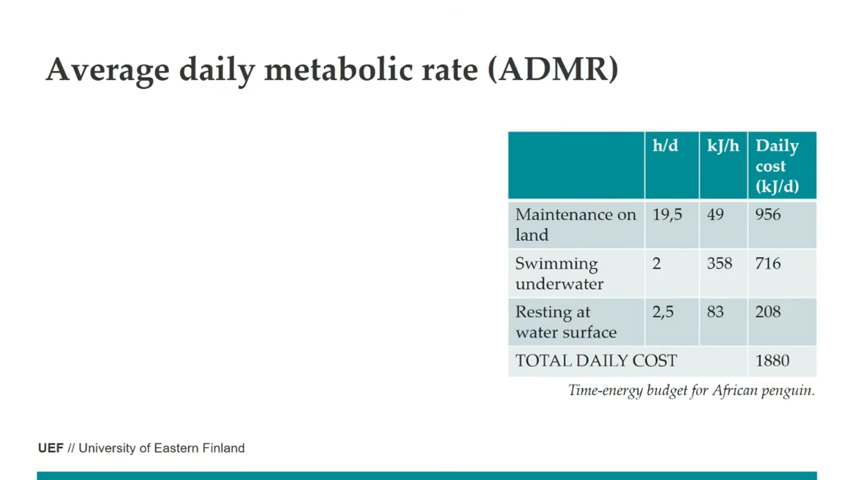 Average daily metabolic rate (ADMR)
h/d kJ/h Daily
cost
(kJ/d)
Maintenance on 19,5 49 956
land
Swimming 2 358 716
underwater
Resting at 2,5 83 208
water surface
TOTAL DAILY COST 1880
Time-energy budget for African penguin.
UEF // University of Eastern Finland